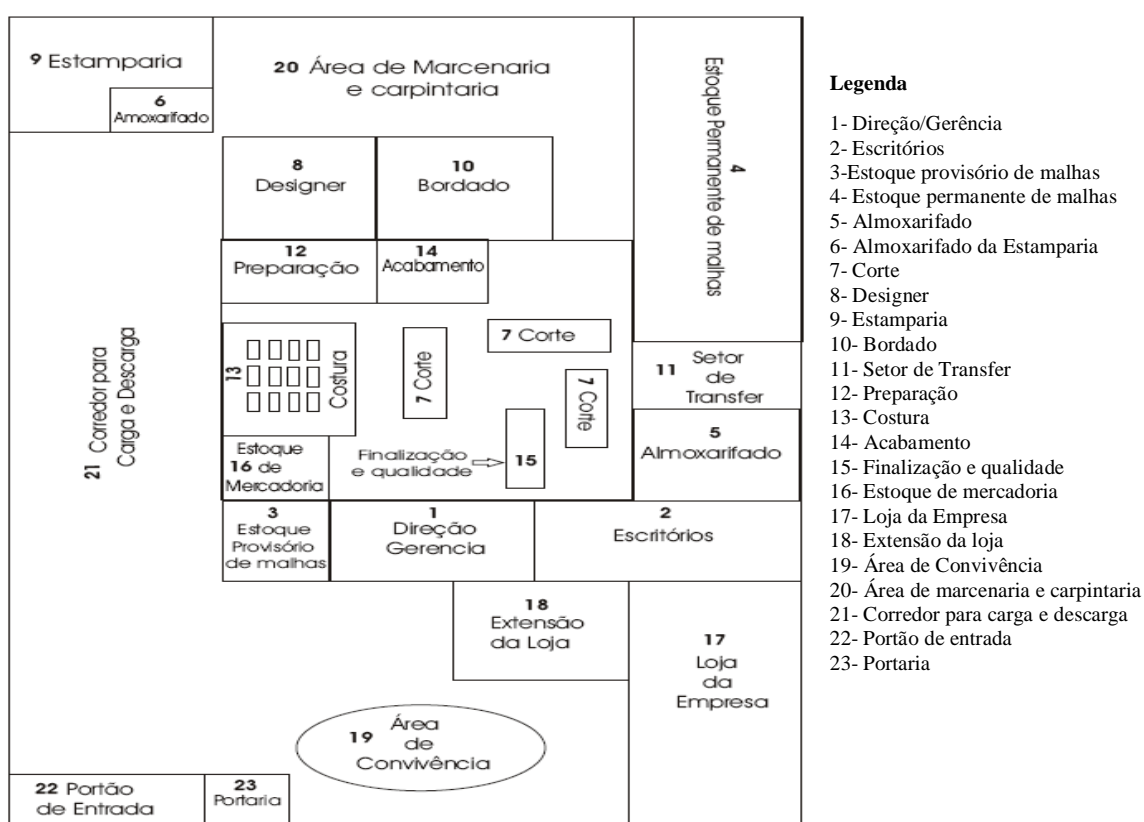 9 Estamparia
6
Amoxarifado
20 Área de Marcenaria
e carpintaria
Estoque Permanente de malhas
4
8
Designer
10
Bordado
12
Preparação
14
Acabamento
13
Costura
7 Corte
7 Corte
7 Corte
11
Setor
de
Transfer
5
Almoxarifado
Estoque
16 de
Mercadoria
Finalização
e qualidade
15
21 Corredor para
Carga e Descarga
3
Estoque
Provisório
de malhas
1
Direção
Gerencia
2
Escritórios
18
Extensão
da Loja
17
Loja
da
Empresa
19
Área
de
Convivência
22 Portão
de Entrada
23
Portaria
Legenda
1- Direção/Gerência
2- Escritórios
3-Estoque provisório de malhas
4- Estoque permanente de malhas
5- Almoxarifado
6- Almoxarifado da Estamparia
7- Corte
8- Designer
9- Estamparia
10- Bordado
11- Setor de Transfer
12- Preparação
13- Costura
14- Acabamento
15- Finalização e qualidade
16- Estoque de mercadoria
17- Loja da Empresa
18- Extensão da loja
19- Área de Convivência
20- Área de marcenaria e carpintaria
21- Corredor para carga e descarga
22- Portão de entrada
23- Portaria